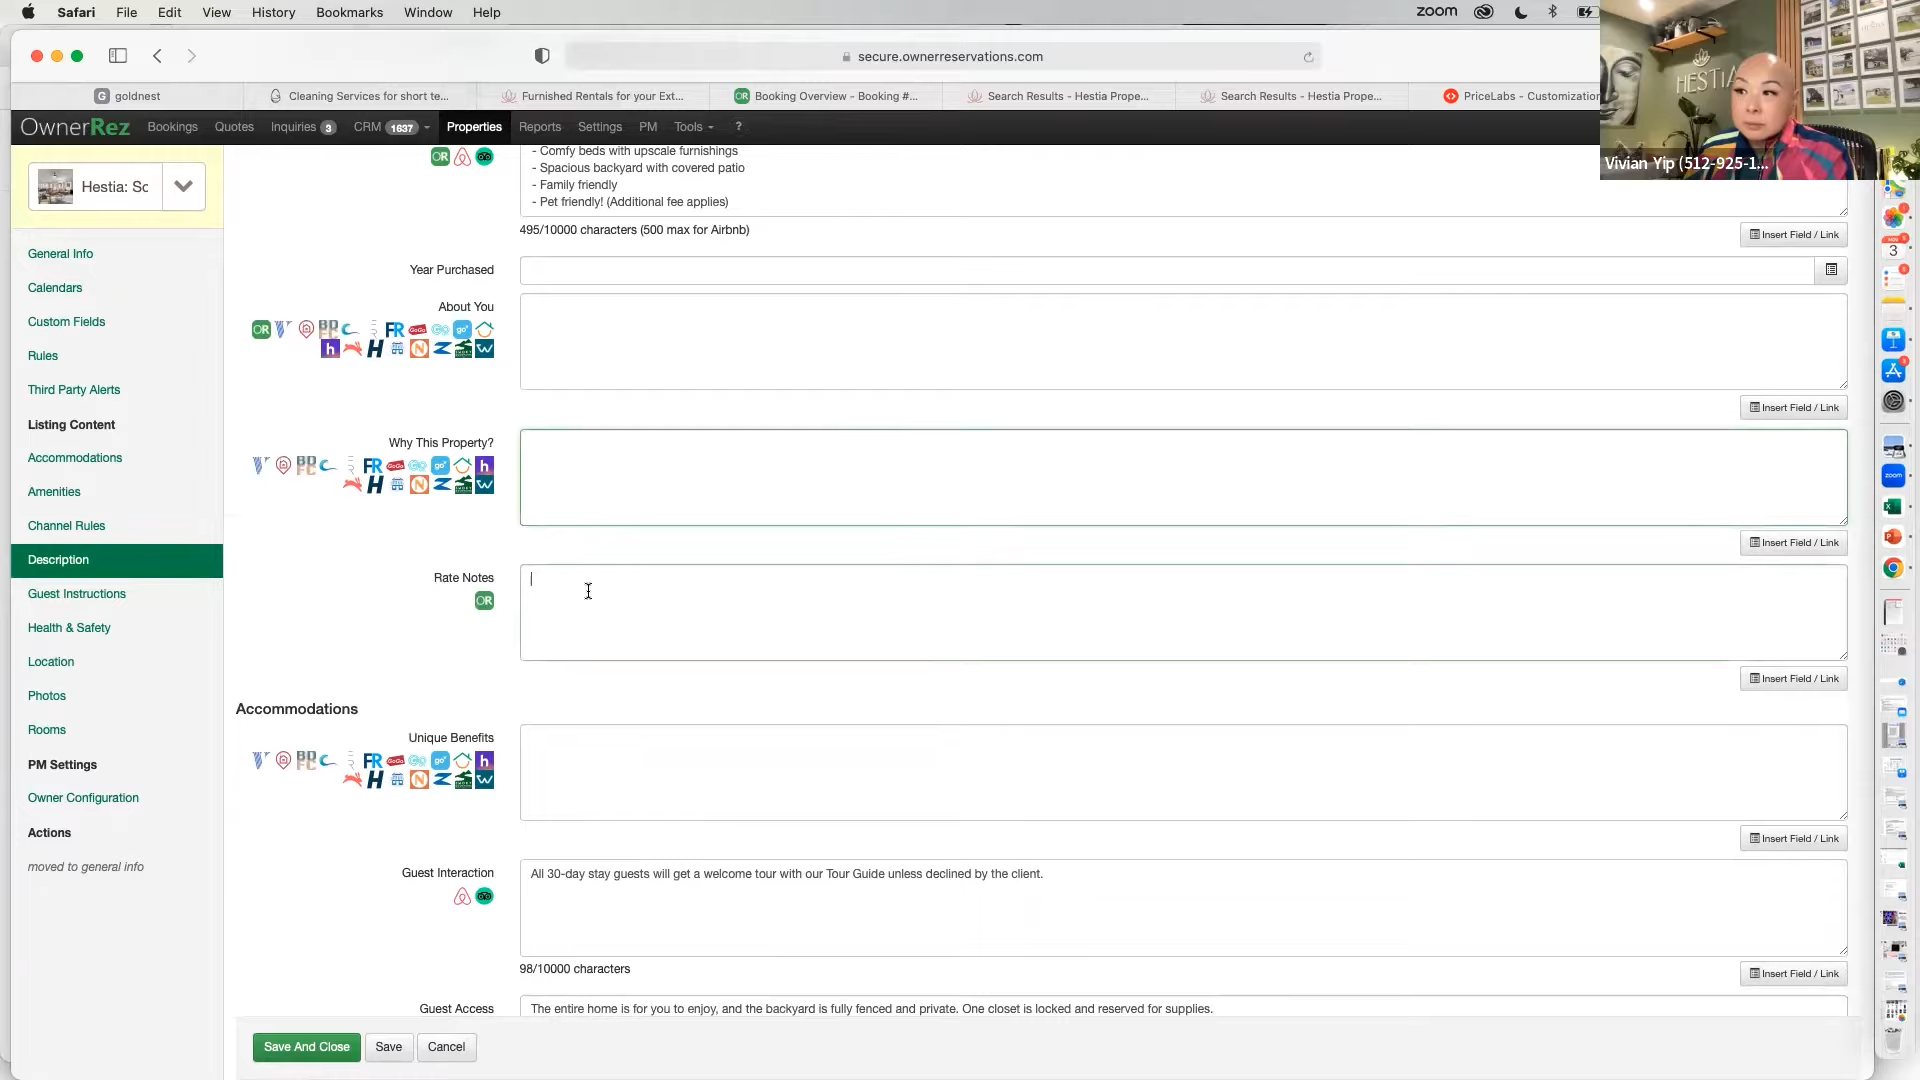 Safari File Edit View History Bookmarks Window Help
zoom
secure.ownerreservations.com
goldnest
Cleaning Services for short te...
Furnished Rentals for your Ext...
Booking Overview - Booking #...
Search Results - Hestia Prope...
Search Results - Hestia Prope...
PriceLabs - Customization
OwnerRez Bookings Quotes Inquiries 3 CRM 1637 Properties Reports Settings PM Tools ?
HESTIA
Vivian Yip (512-925-1...
Hestia: Sc
General Info
Calendars
Custom Fields
Rules
Third Party Alerts
Listing Content
Accommodations
Amenities
Channel Rules
Description
Guest Instructions
Health & Safety
Location
Photos
Rooms
PM Settings
Owner Configuration
Actions
moved to general info
- Comfy beds with upscale furnishings
- Spacious backyard with covered patio
- Family friendly
- Pet friendly! (Additional fee applies)
495/10000 characters (500 max for Airbnb)
Insert Field / Link
Year Purchased
About You
Insert Field / Link
Why This Property?
Insert Field / Link
Rate Notes
Insert Field / Link
Accommodations
Unique Benefits
Insert Field / Link
Guest Interaction
All 30-day stay guests will get a welcome tour with our Tour Guide unless declined by the client.
98/10000 characters
Insert Field / Link
Guest Access
The entire home is for you to enjoy, and the backyard is fully fenced and private. One closet is locked and reserved for supplies.
Save And Close Save Cancel